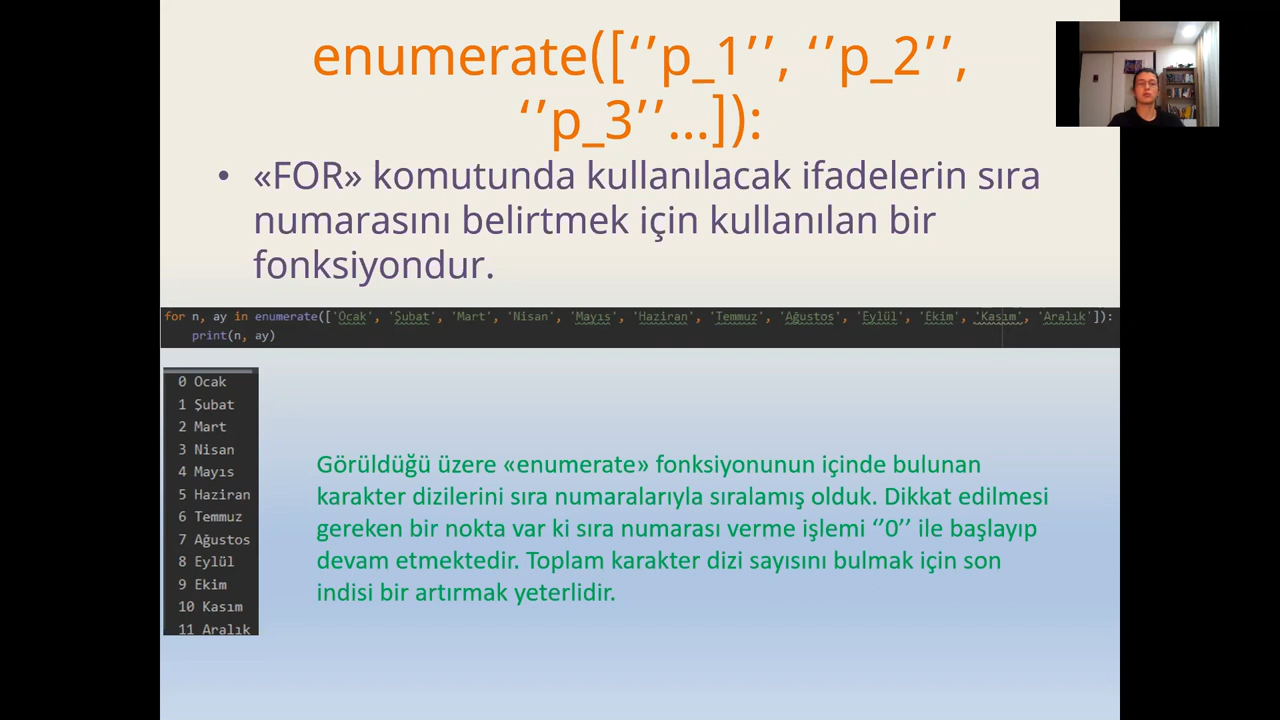 enumerate([‘’p_1’’, ‘’p_2’’,
‘’p_3’’...]):
• «FOR» komutunda kullanılacak ifadelerin sıra
numarasını belirtmek için kullanılan bir
fonksiyondur.
for n, ay in enumerate(['Ocak', 'Şubat', 'Mart', 'Nisan', 'Mayıs', 'Haziran', 'Temmuz', 'Ağustos', 'Eylül', 'Ekim', 'Kasım', 'Aralık']):
    print(n, ay)
0 Ocak
1 Şubat
2 Mart
3 Nisan
4 Mayıs
5 Haziran
6 Temmuz
7 Ağustos
8 Eylül
9 Ekim
10 Kasım
11 Aralık
Görüldüğü üzere «enumerate» fonksiyonunun içinde bulunan
karakter dizilerini sıra numaralarıyla sıralamış olduk. Dikkat edilmesi
gereken bir nokta var ki sıra numarası verme işlemi ‘’0’’ ile başlayıp
devam etmektedir. Toplam karakter dizi sayısını bulmak için son
indisi bir artırmak yeterlidir.